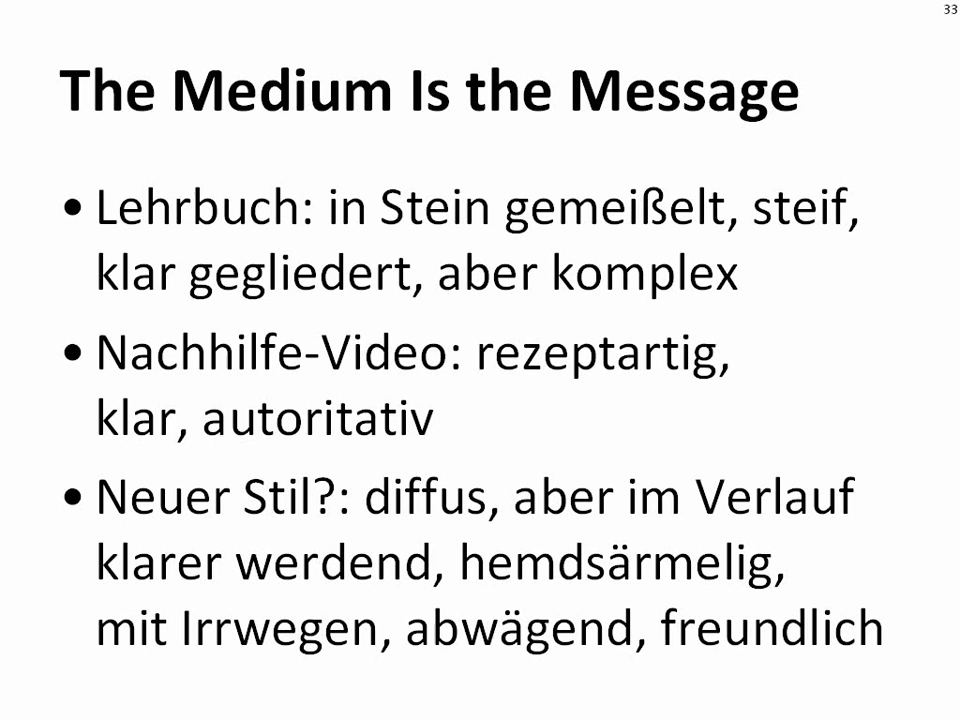 33
The Medium Is the Message
• Lehrbuch: in Stein gemeißelt, steif,
klar gegliedert, aber komplex
• Nachhilfe-Video: rezeptartig,
klar, autoritativ
• Neuer Stil?: diffus, aber im Verlauf
klarer werdend, hemdsärmelig,
mit Irrwegen, abwägend, freundlich